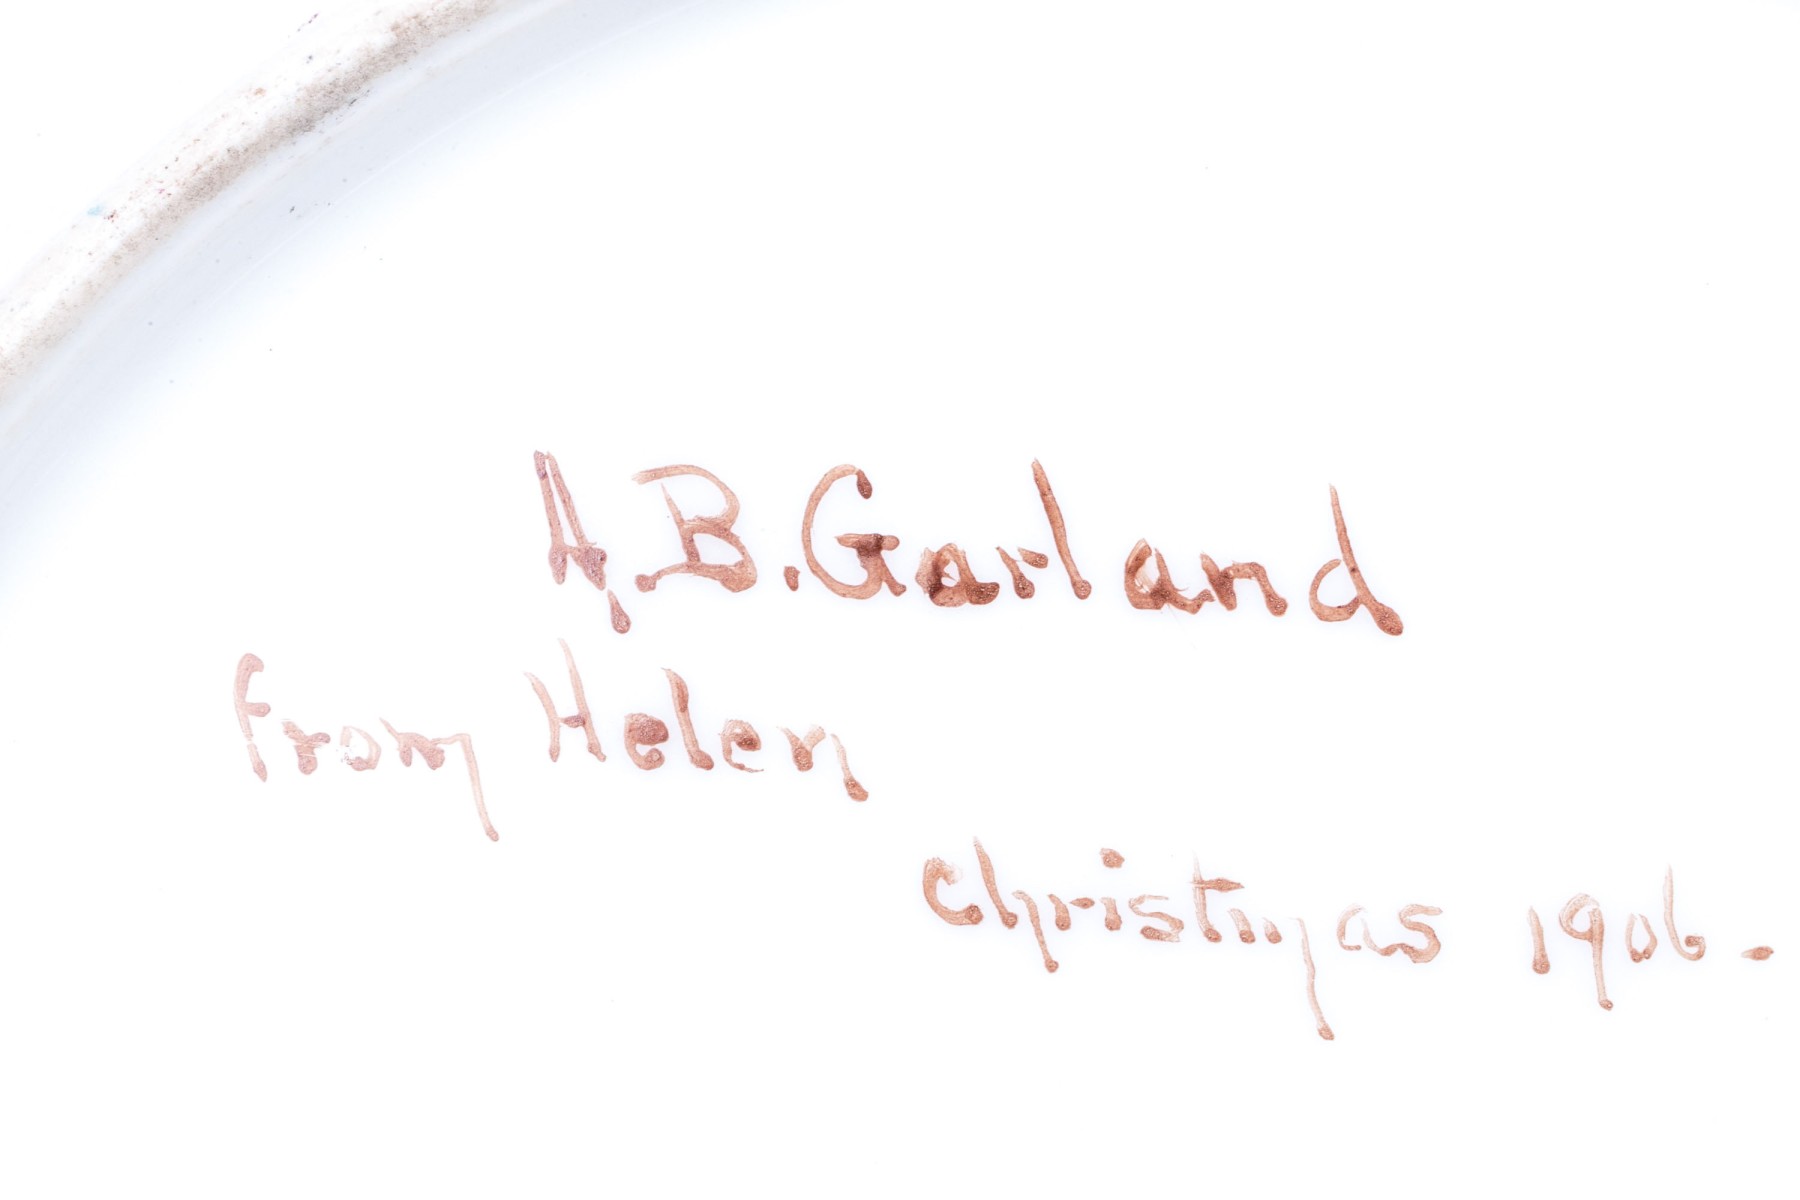 A.B. Garland
from Helen
Christmas 1906.